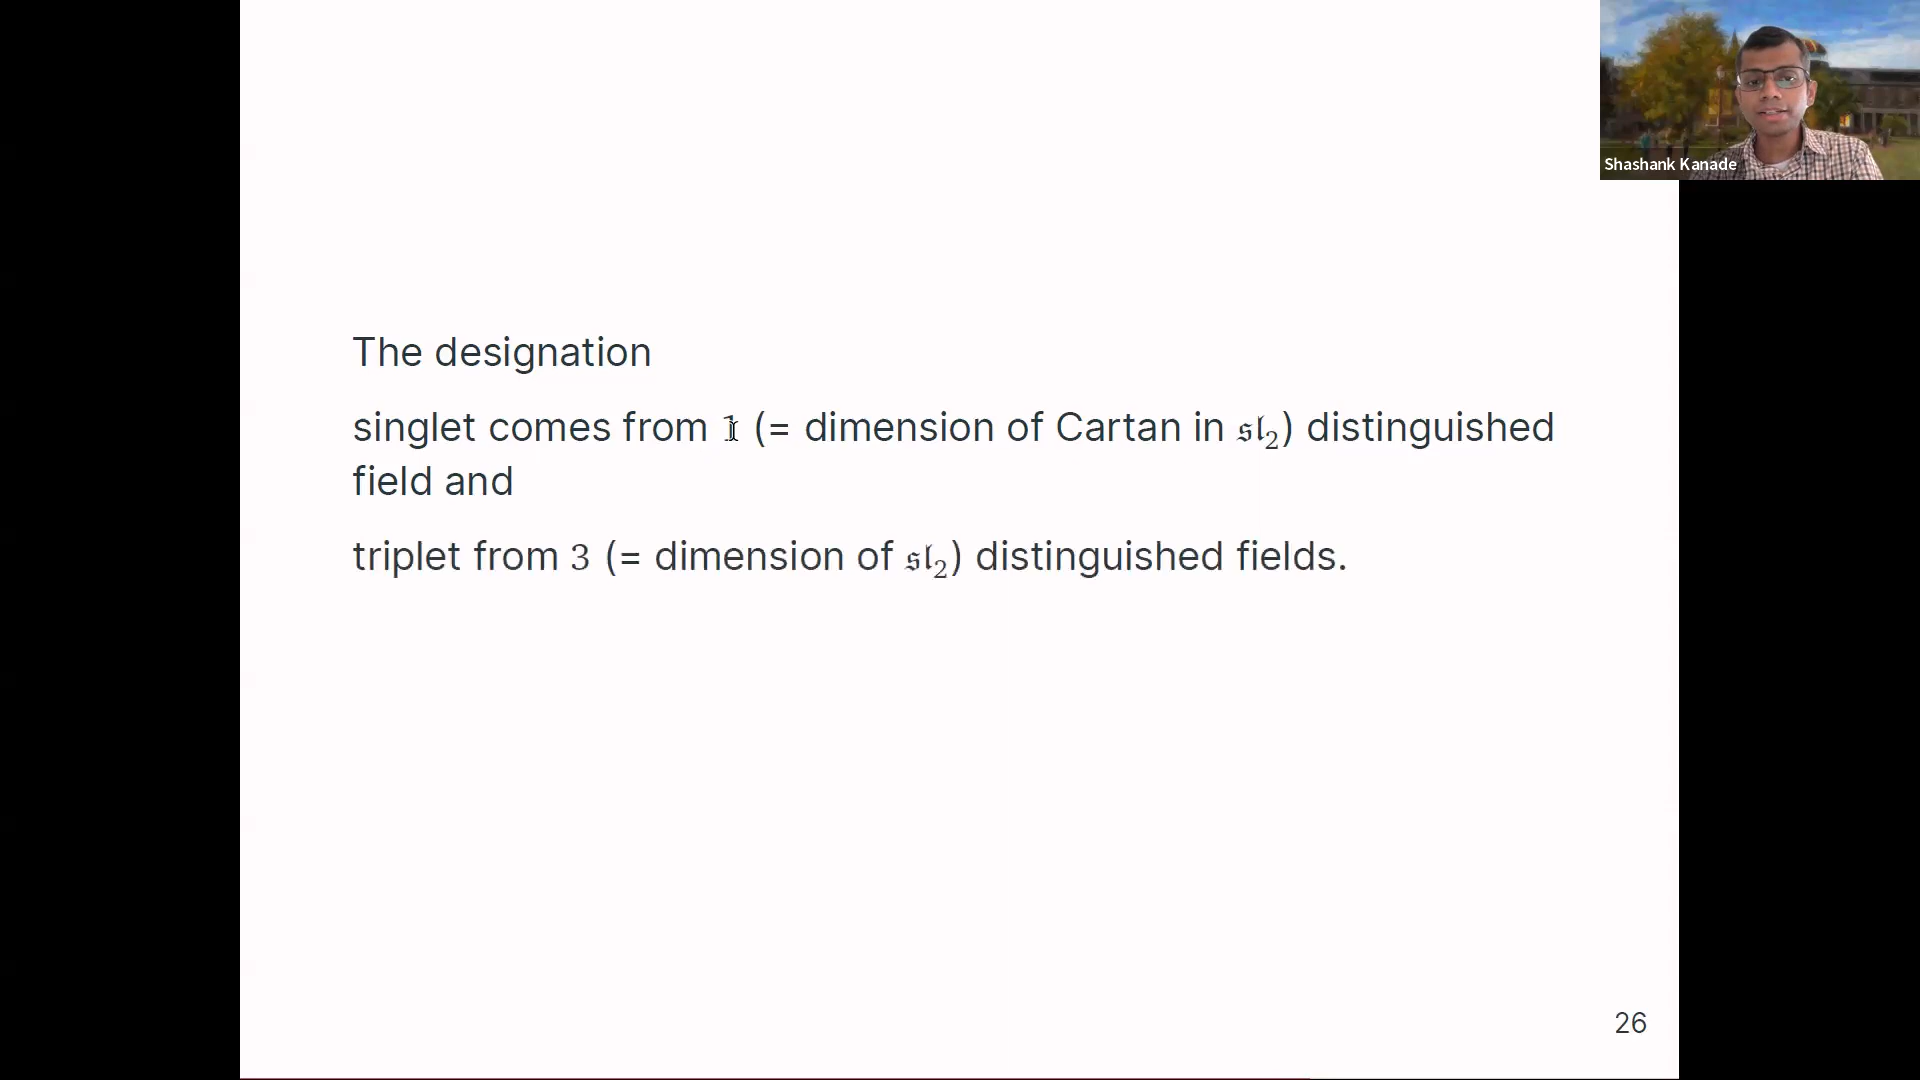 Shashank Kanade
The designation
singlet comes from 1 (= dimension of Cartan in 𝔰𝔩₂) distinguished
field and
triplet from 3 (= dimension of 𝔰𝔩₂) distinguished fields.
26